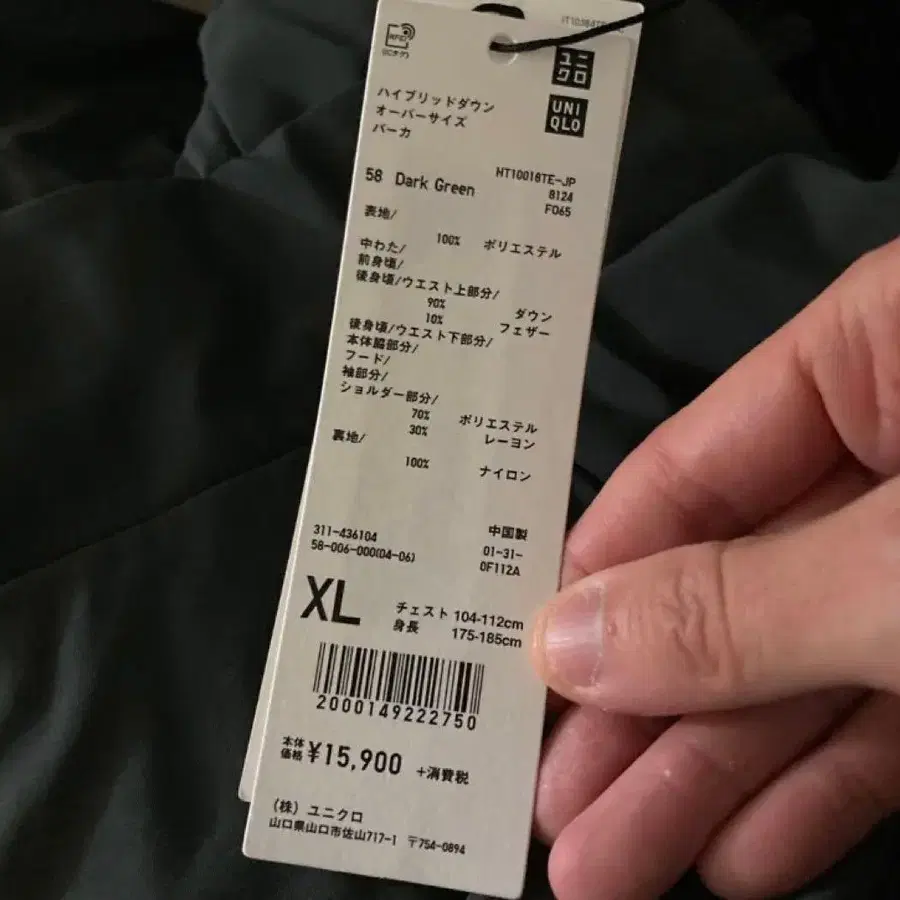 RFID
ICタグ
ユニ
クロ
UNI
QLO
ハイブリッドダウン
オーバーサイズ
パーカ
58 Dark Green
HT10018TE-JP
8124
F065
表地/
100% ポリエステル
中わた/
前身頃/
後身頃/ウエスト上部分/
90% ダウン
10% フェザー
後身頃/ウエスト下部分/
本体脇部分/
フード/
袖部分/
ショルダー部分/
70% ポリエステル
30% レーヨン
裏地/
100% ナイロン
311-436104
58-006-000(04-06)
中国製
01-31-
0F112A
XL
チェスト 104-112cm
身長 175-185cm
2000149222750
本体
価格 ¥15,900 +消費税
(株) ユニクロ
山口県山口市佐山717-1 〒754-0894